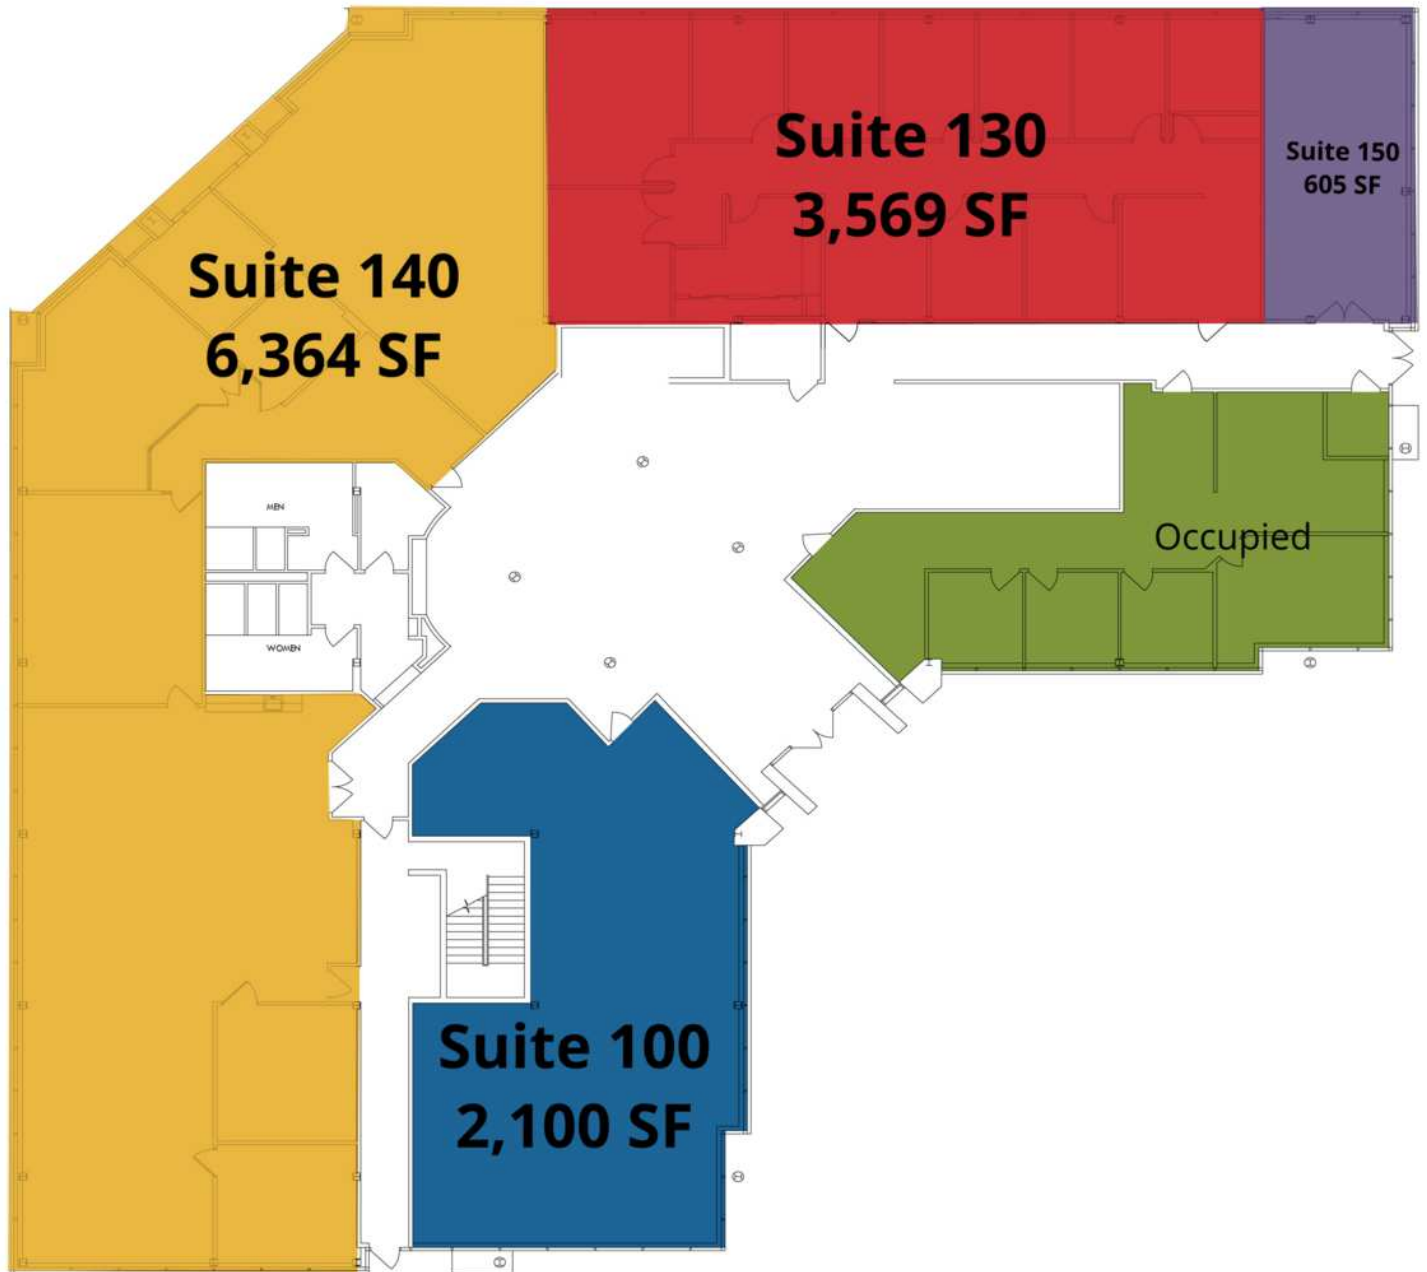 Suite 130
3,569 SF
Suite 150
605 SF
Suite 140
6,364 SF
MEN
Occupied
WOMEN
Suite 100
2,100 SF